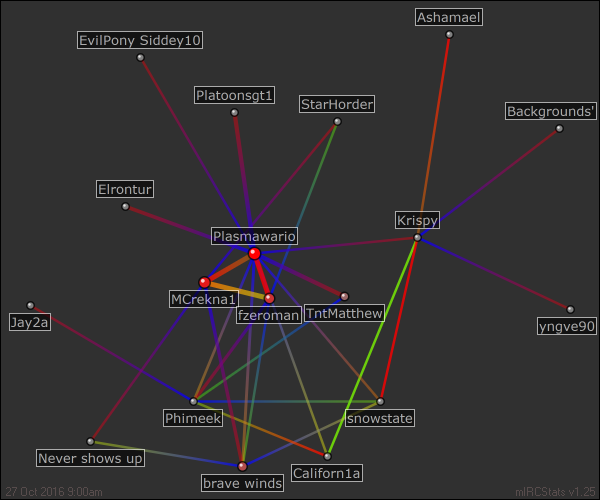 Ashamael
EvilPony Siddey10
Platoonsgt1
StarHorder
Backgrounds'
Elrontur
Krispy
Plasmawario
MCrekna1
fzeroman
TntMatthew
Jay2a
yngve90
Phimeek
snowstate
Never shows up
Californ1a
brave winds
27 Oct 2016 9:00am
mIRCStats v1.25